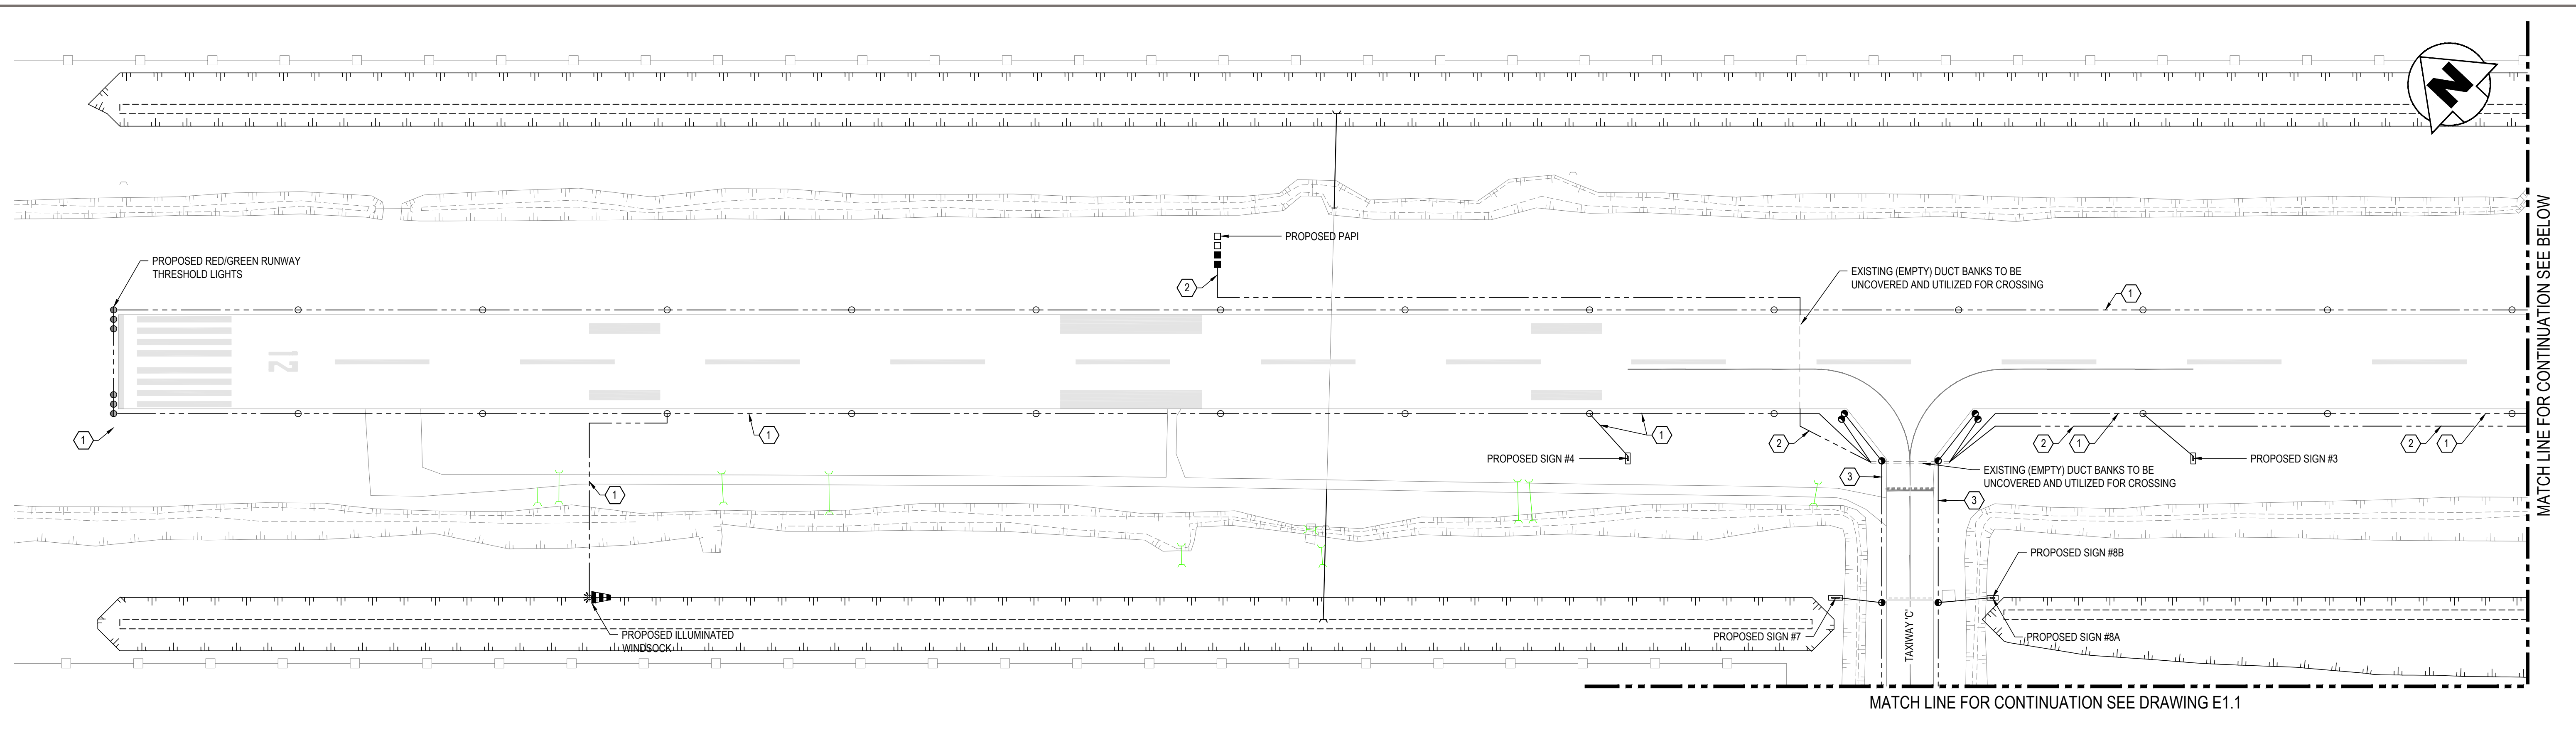 N
MATCH LINE FOR CONTINUATION SEE BELOW
PROPOSED PAPI
PROPOSED RED/GREEN RUNWAY
THRESHOLD LIGHTS
EXISTING (EMPTY) DUCT BANKS TO BE
UNCOVERED AND UTILIZED FOR CROSSING
2
1
12
1
1
1
2
2
1
2
1
PROPOSED SIGN #4
PROPOSED SIGN #3
EXISTING (EMPTY) DUCT BANKS TO BE
UNCOVERED AND UTILIZED FOR CROSSING
3
1
3
PROPOSED SIGN #8B
PROPOSED ILLUMINATED
WINDSOCK
PROPOSED SIGN #7
TAXIWAY 'C'
PROPOSED SIGN #8A
MATCH LINE FOR CONTINUATION SEE DRAWING E1.1